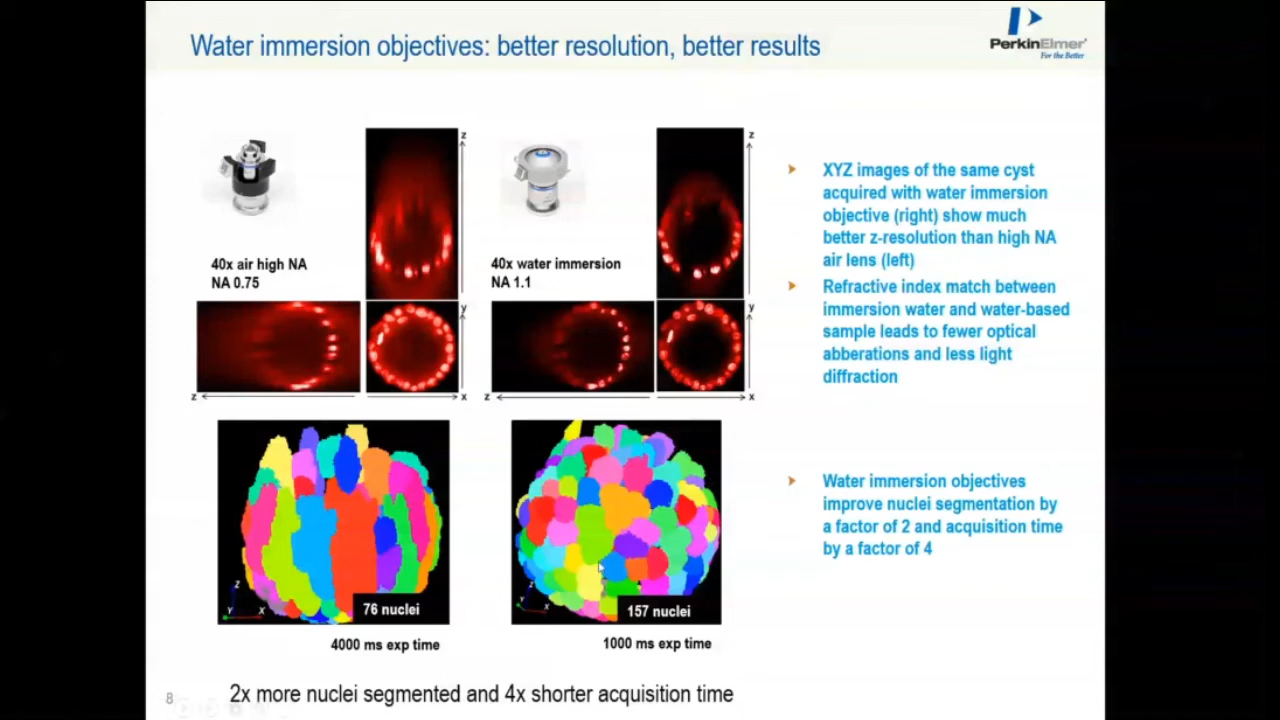 Water immersion objectives: better resolution, better results
PerkinElmer
For the Better
z
z
40x air high NA
NA 0.75
40x water immersion
NA 1.1
y
y
z
x
z
x
XYZ images of the same cyst
acquired with water immersion
objective (right) show much
better z-resolution than high NA
air lens (left)
Refractive index match between
immersion water and water-based
sample leads to fewer optical
abberations and less light
diffraction
Water immersion objectives
improve nuclei segmentation by
a factor of 2 and acquisition time
by a factor of 4
Z
Y
X
76 nuclei
Z
Y
X
157 nuclei
4000 ms exp time
1000 ms exp time
2x more nuclei segmented and 4x shorter acquisition time
8